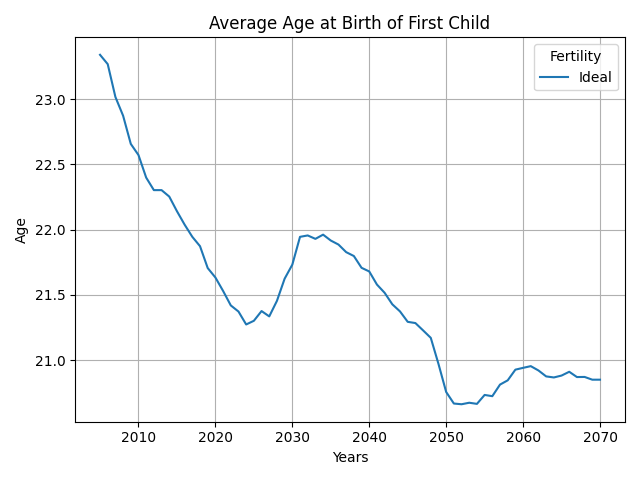 Average Age at Birth of First Child
Fertility
Ideal
23.0
22.5
22.0
21.5
21.0
Age
2010 2020 2030 2040 2050 2060 2070
Years